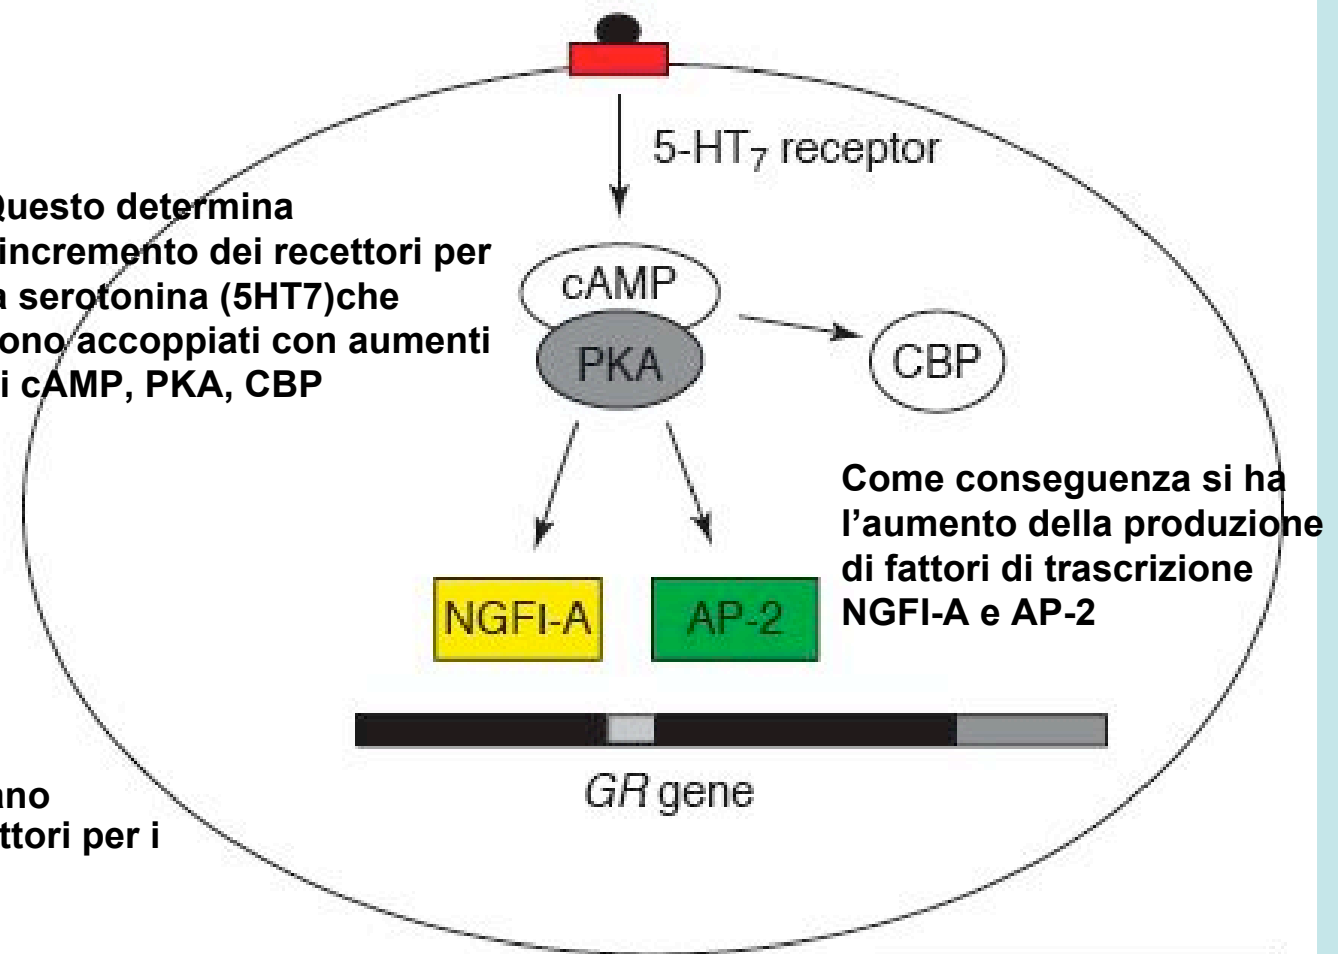 5-HT7 receptor
Questo determina
incremento dei recettori per
a serotonina (5HT7)che
ono accoppiati con aumenti
i cAMP, PKA, CBP
cAMP
PKA
CBP
Come conseguenza si ha
l’aumento della produzione
di fattori di trascrizione
NGFI-A e AP-2
NGFI-A
AP-2
GR gene
ano
ttori per i